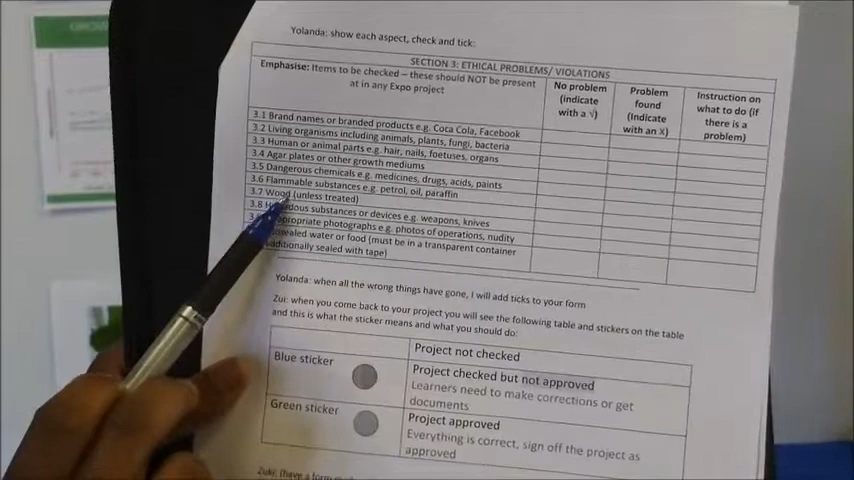 Yolanda: show each aspect, check and tick:
SECTION 3: ETHICAL PROBLEMS/ VIOLATIONS
Emphasise: Items to be checked – these should NOT be present
at in any Expo project
No problem
(indicate
with a √)
Problem
found
(Indicate
with an X)
Instruction on
what to do (if
there is a
problem)
3.1 Brand names or branded products e.g. Coca Cola, Facebook
3.2 Living organisms including animals, plants, fungi, bacteria
3.3 Human or animal parts e.g. hair, nails, foetuses, organs
3.4 Agar plates or other growth mediums
3.5 Dangerous chemicals e.g. medicines, drugs, acids, paints
3.6 Flammable substances e.g. petrol, oil, paraffin
3.7 Wood (unless treated)
3.8 substances or devices e.g. weapons, knives
photographs e.g. photos of operations, nudity
water or food (must be in a transparent container
sealed with tape)
Yolanda: when all the wrong things have gone, I will add ticks to your form
Zui: when you come back to your project you will see the following table and stickers on the table
and this is what the sticker means and what you should do:
Project not checked
Blue sticker
Project checked but not approved
Learners need to make corrections or get
documents
Green sticker
Project approved
Everything is correct, sign off the project as
approved
Zuki: (have a form